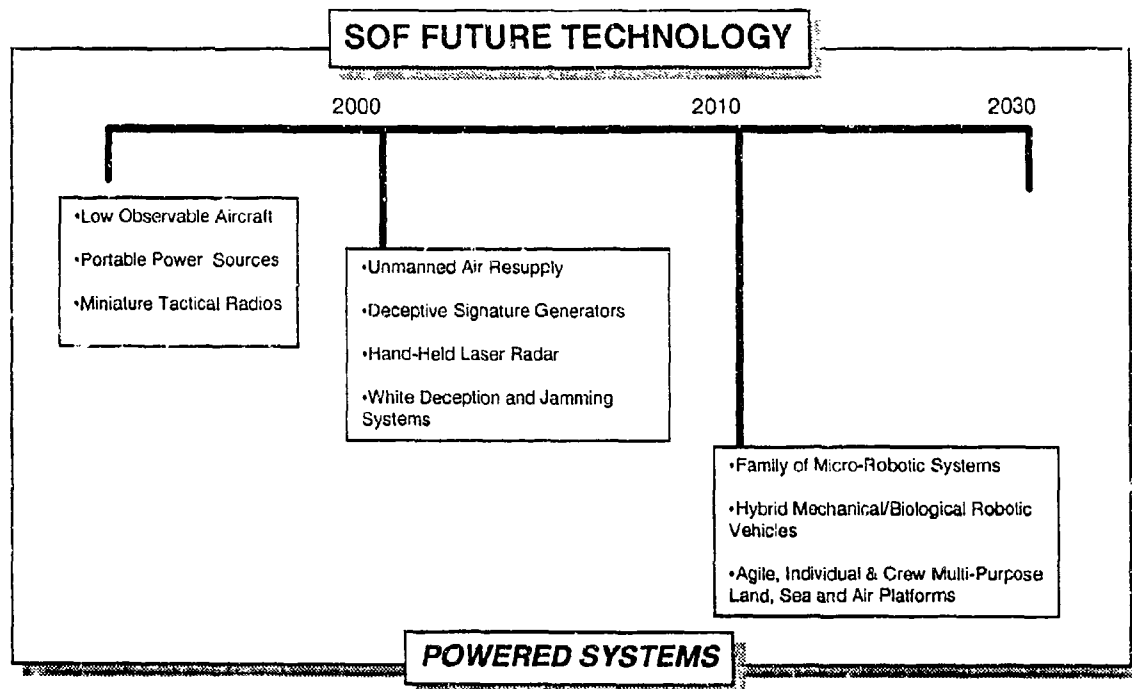 SOF FUTURE TECHNOLOGY
2000
2010
2030
•Low Observable Aircraft
•Portable Power Sources
•Miniature Tactical Radios
•Unmanned Air Resupply
•Deceptive Signature Generators
•Hand-Held Laser Radar
•White Deception and Jamming
Systems
•Family of Micro-Robotic Systems
•Hybrid Mechanical/Biological Robotic
Vehicles
•Agile, Individual & Crew Multi-Purpose
Land, Sea and Air Platforms
POWERED SYSTEMS